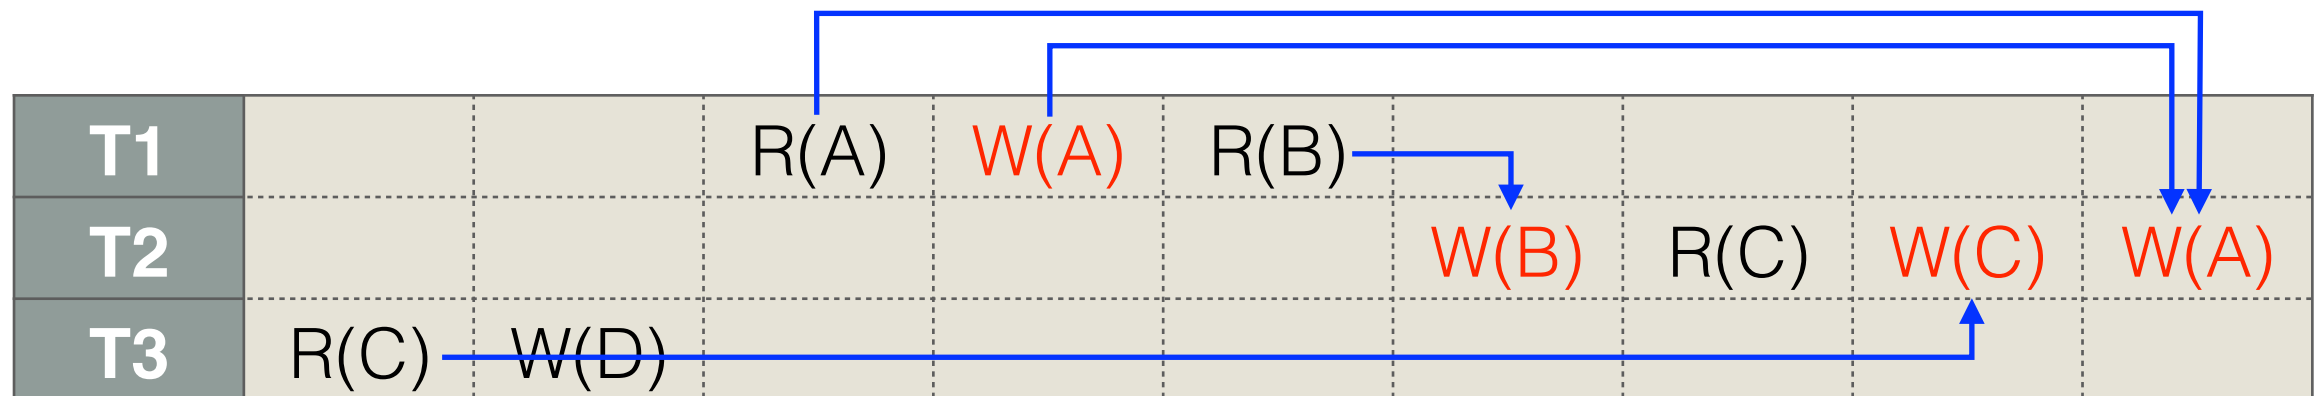 T1 R(A) W(A) R(B)
T2 W(B) R(C) W(C) W(A)
T3 R(C) W(D)